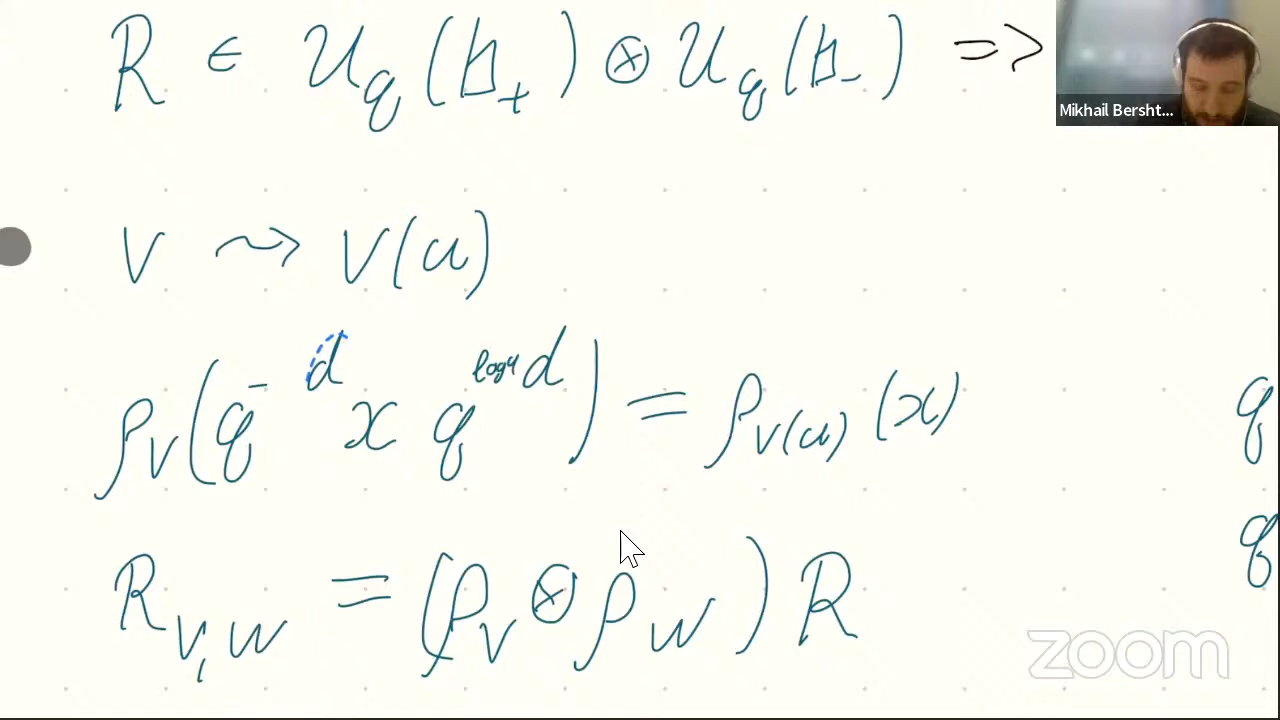 R ∈ U_q(b_+) ⊗ U_q(b_-) =>
Mikhail Bersht...
V ⇝ V(u)
ρ_V(q^{- d} x q^{log u d}) = ρ_{V(u)}(x)
q
R_{V,W} = (ρ_V ⊗ ρ_W) R
q
zoom